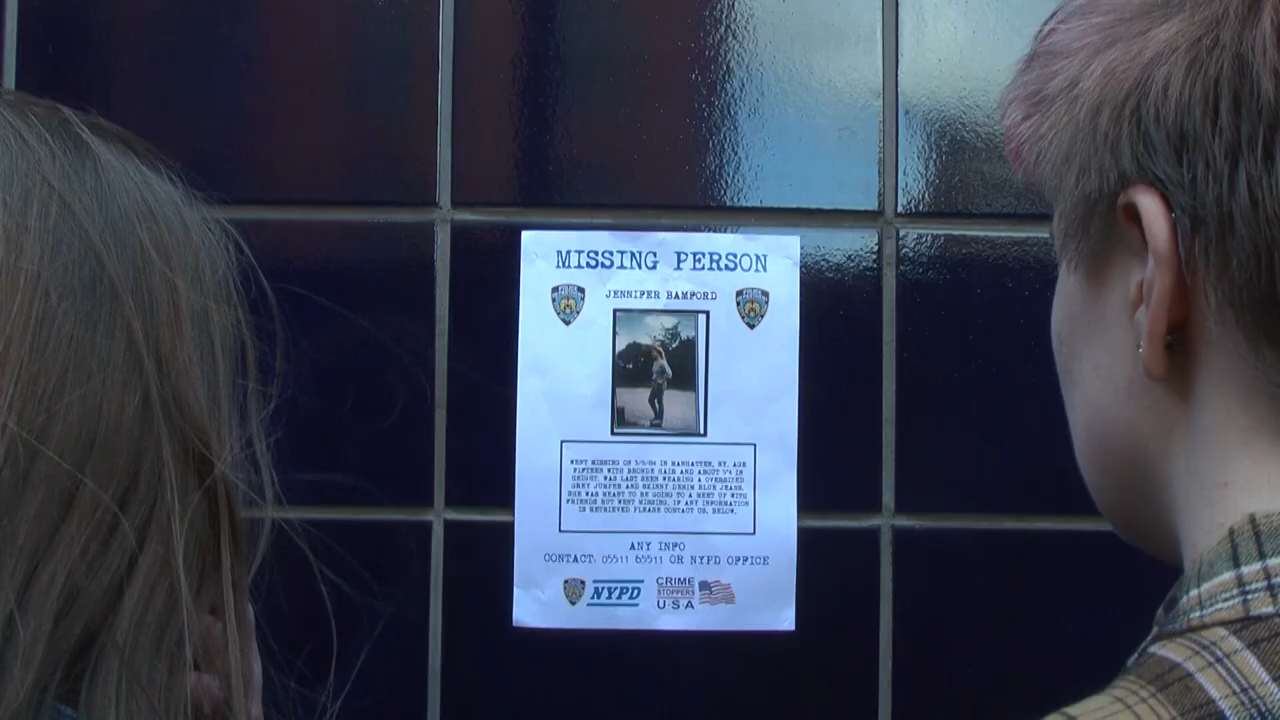 MISSING PERSON
JENNIFER BAMFORD
WENT MISSING ON 3/9/84 IN MANHATTEN, NY. AGE
FIFTEEN WITH BRONDE HAIR AND ABOUT 5"4 IN
HEIGHT. WAS LAST SEEN WEARING A OVERSIZED
GREY JUMPER AND SKINNY DENIM BLUE JEANS.
SHE WAS MEANT TO BE GOING TO A MEET UP WITH
FRIENDS BUT WENT MISSING. IF ANY INFORMATION
IS RETRIEVED PLEASE CONTACT US, BELOW.
ANY INFO
CONTACT: 05511 65511 OR NYPD OFFICE
NYPD
CRIME
STOPPERS
U·S·A